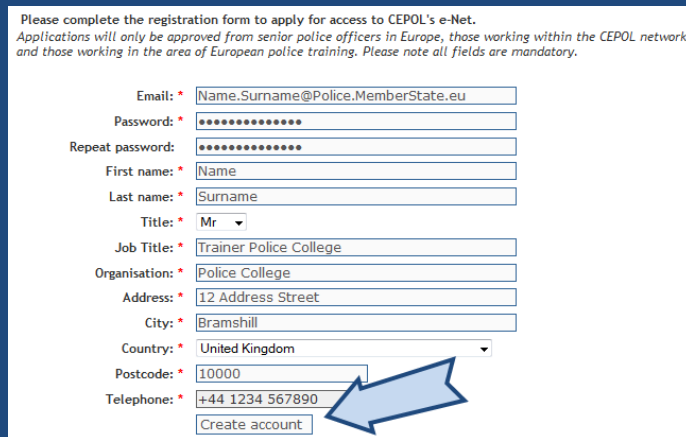 Please complete the registration form to apply for access to CEPOL's e-Net.
Applications will only be approved from senior police officers in Europe, those working within the CEPOL network
and those working in the area of European police training. Please note all fields are mandatory.
Email: * Name.Surname@Police.MemberState.eu
Password: * ••••••••••••••
Repeat password: ••••••••••••••
First name: * Name
Last name: * Surname
Title: * Mr
Job Title: * Trainer Police College
Organisation: * Police College
Address: * 12 Address Street
City: * Bramshill
Country: * United Kingdom
Postcode: * 10000
Telephone: * +44 1234 567890
Create account